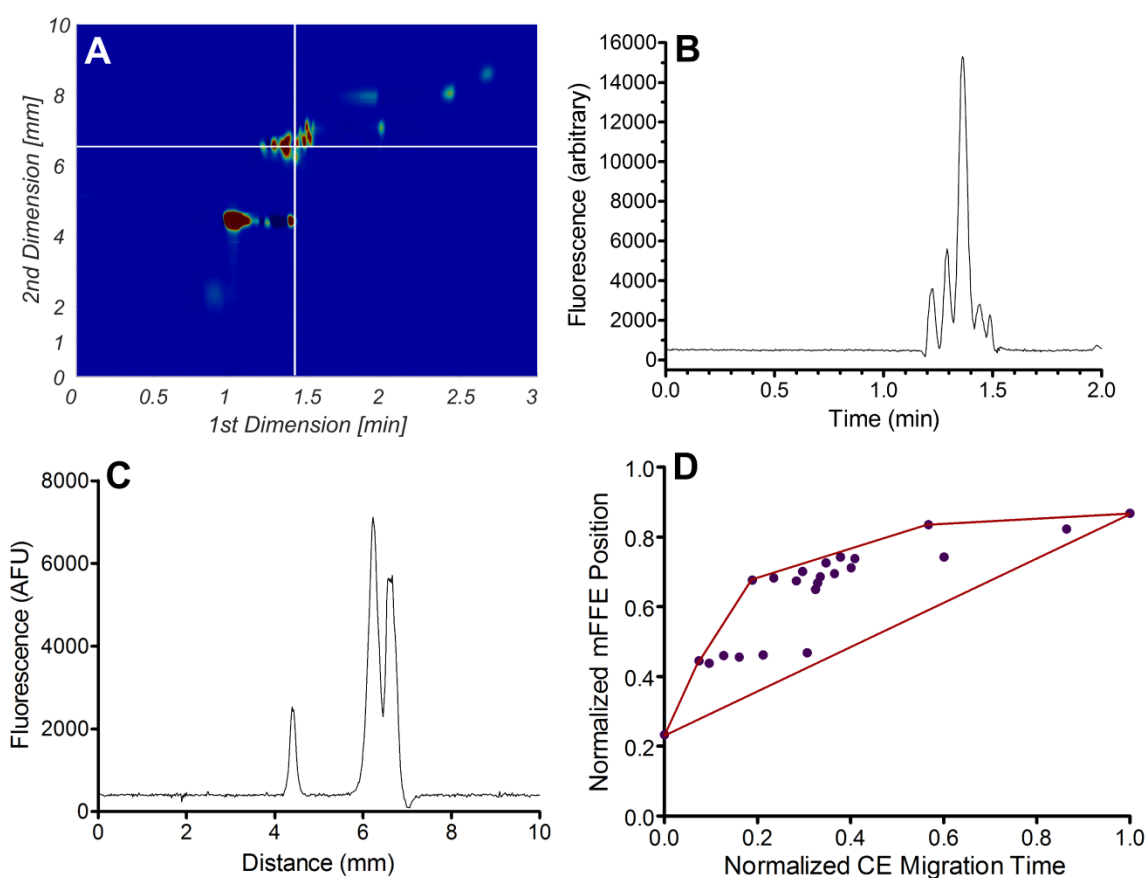 A
10
8
6
4
2
1
0
2nd Dimension [mm]
0 0.5 1 1.5 2 2.5 3
1st Dimension [min]
B
16000
14000
12000
10000
8000
6000
4000
2000
0
Fluorescence (arbitrary)
0.0 0.5 1.0 1.5 2.0
Time (min)
C
8000
6000
4000
2000
0
Fluorescence (AFU)
0 2 4 6 8 10
Distance (mm)
D
1.0
0.8
0.6
0.4
0.2
0.0
Normalized mFFE Position
0.0 0.2 0.4 0.6 0.8 1.0
Normalized CE Migration Time